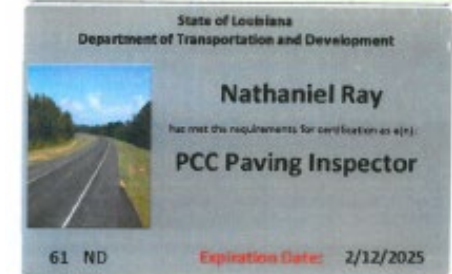 State of Louisiana
Department of Transportation and Development
Nathaniel Ray
has met the requirements for certification as a(n):
PCC Paving Inspector
61 ND
Expiration Date: 2/12/2025